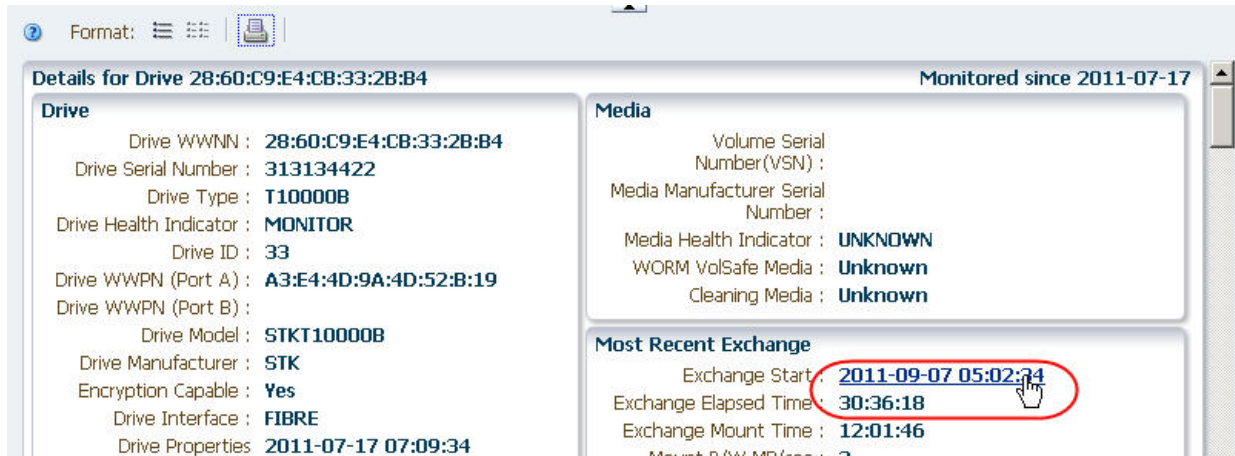 Format:
Details for Drive 28:60:C9:E4:CB:33:2B:B4
Monitored since 2011-07-17
Drive
Drive WWNN : 28:60:C9:E4:CB:33:2B:B4
Drive Serial Number : 313134422
Drive Type : T10000B
Drive Health Indicator : MONITOR
Drive ID : 33
Drive WWPN (Port A) : A3:E4:4D:9A:4D:52:B:19
Drive WWPN (Port B) :
Drive Model : STKT10000B
Drive Manufacturer : STK
Encryption Capable : Yes
Drive Interface : FIBRE
Drive Properties 2011-07-17 07:09:34
Media
Volume Serial
Number(VSN) :
Media Manufacturer Serial
Number :
Media Health Indicator : UNKNOWN
WORM VolSafe Media : Unknown
Cleaning Media : Unknown
Most Recent Exchange
Exchange Start : 2011-09-07 05:02:34
Exchange Elapsed Time : 30:36:18
Exchange Mount Time : 12:01:46
Mount R/W MB/sec :